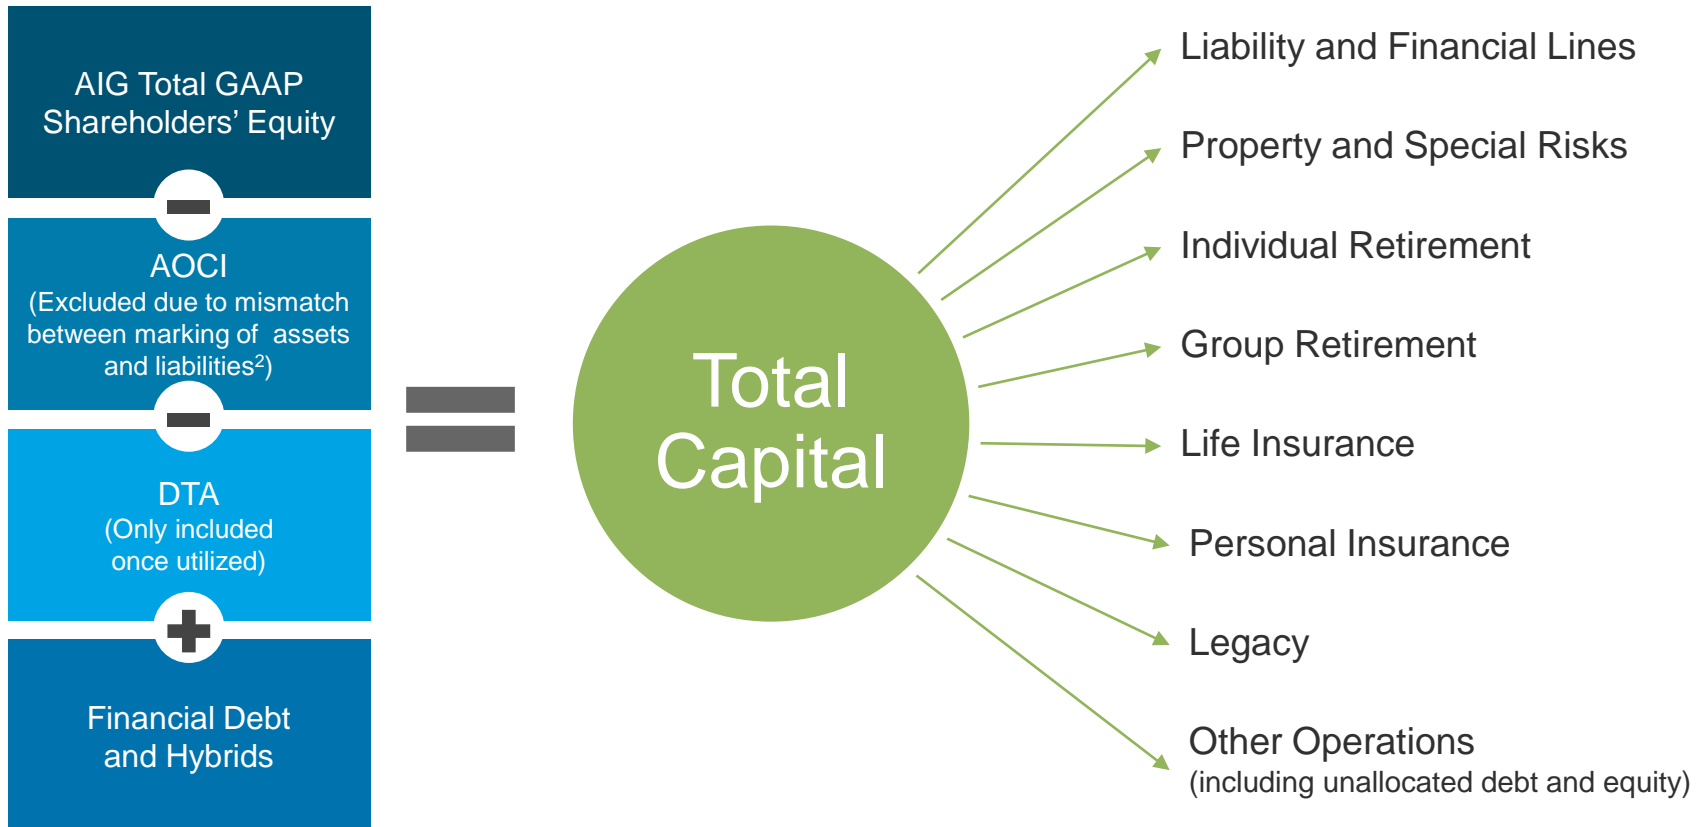 AIG Total GAAP
Shareholders’ Equity
AOCI
(Excluded due to mismatch
between marking of assets
and liabilities²)
DTA
(Only included
once utilized)
Financial Debt
and Hybrids
Total
Capital
Liability and Financial Lines
Property and Special Risks
Individual Retirement
Group Retirement
Life Insurance
Personal Insurance
Legacy
Other Operations
(including unallocated debt and equity)